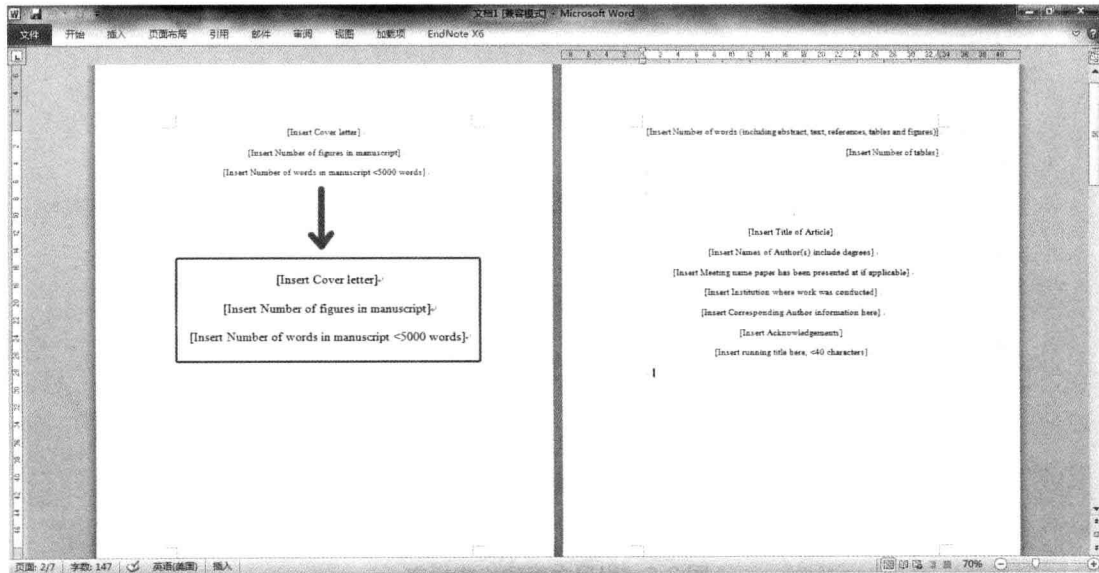 文档1 [兼容模式] - Microsoft Word
文件 开始 插入 页面布局 引用 邮件 审阅 视图 加载项 EndNote X6
[Insert Cover letter]
[Insert Number of figures in manuscript]
[Insert Number of words in manuscript <5000 words]
[Insert Cover letter]
[Insert Number of figures in manuscript]
[Insert Number of words in manuscript <5000 words]
[Insert Number of words (including abstract, text, references, tables and figures)]
[Insert Number of tables]
[Insert Title of Article]
[Insert Names of Author(s) include degrees]
[Insert Meeting name paper has been presented at if applicable]
[Insert Institution where work was conducted]
[Insert Corresponding Author information here]
[Insert Acknowledgements]
[Insert running title here, <40 characters]
页面: 2/7 字数: 147 英语(美国) 插入 70%